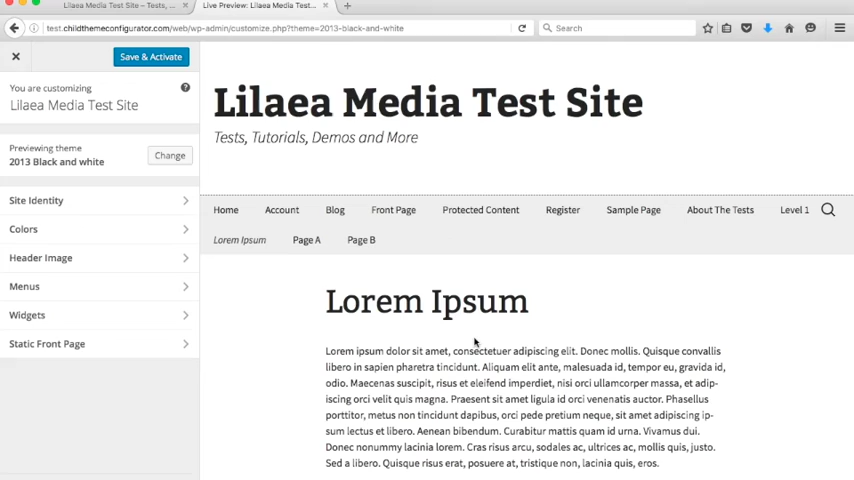 Lilaea Media Test Site – Tests, ...
Live Preview: Lilaea Media Test...
test.childthemeconfigurator.com/web/wp-admin/customize.php?theme=2013-black-and-white
Search
Save & Activate
You are customizing
Lilaea Media Test Site
Previewing theme
2013 Black and white
Change
Site Identity
Colors
Header Image
Menus
Widgets
Static Front Page
Lilaea Media Test Site
Tests, Tutorials, Demos and More
Home Account Blog Front Page Protected Content Register Sample Page About The Tests Level 1
Lorem Ipsum Page A Page B
Lorem Ipsum
Lorem ipsum dolor sit amet, consectetuer adipiscing elit. Donec mollis. Quisque convallis
libero in sapien pharetra tincidunt. Aliquam elit ante, malesuada id, tempor eu, gravida id,
odio. Maecenas suscipit, risus et eleifend imperdiet, nisi orci ullamcorper massa, et adip-
iscing orci velit quis magna. Praesent sit amet ligula id orci venenatis auctor. Phasellus
porttitor, metus non tincidunt dapibus, orci pede pretium neque, sit amet adipiscing ip-
sum lectus et libero. Aenean bibendum. Curabitur mattis quam id urna. Vivamus dui.
Donec nonummy lacinia lorem. Cras risus arcu, sodales ac, ultrices ac, mollis quis, justo.
Sed a libero. Quisque risus erat, posuere at, tristique non, lacinia quis, eros.